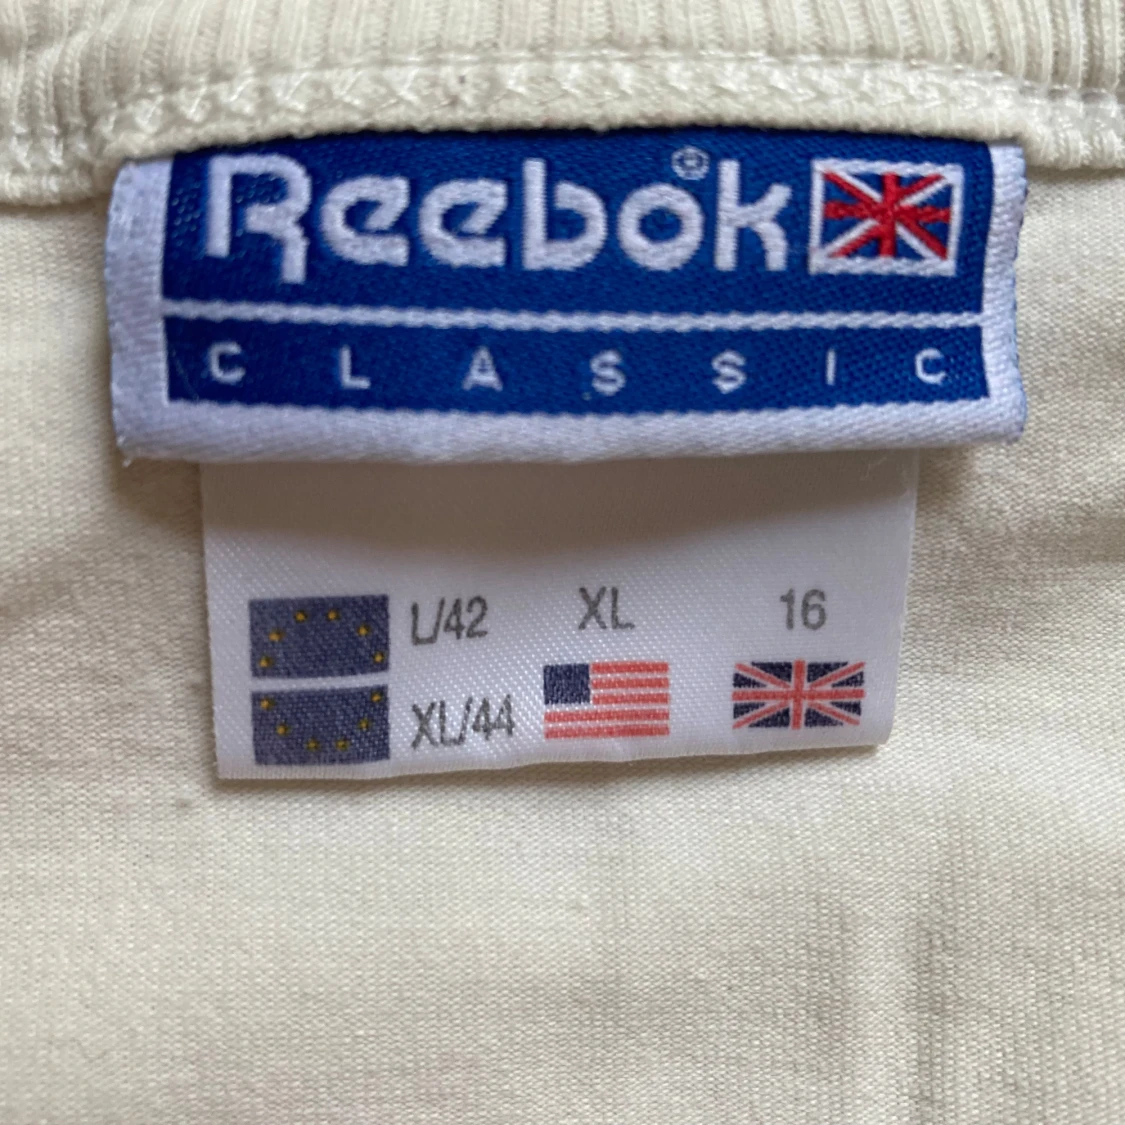 Reebok®
CLASSIC
L/42 XL 16
XL/44